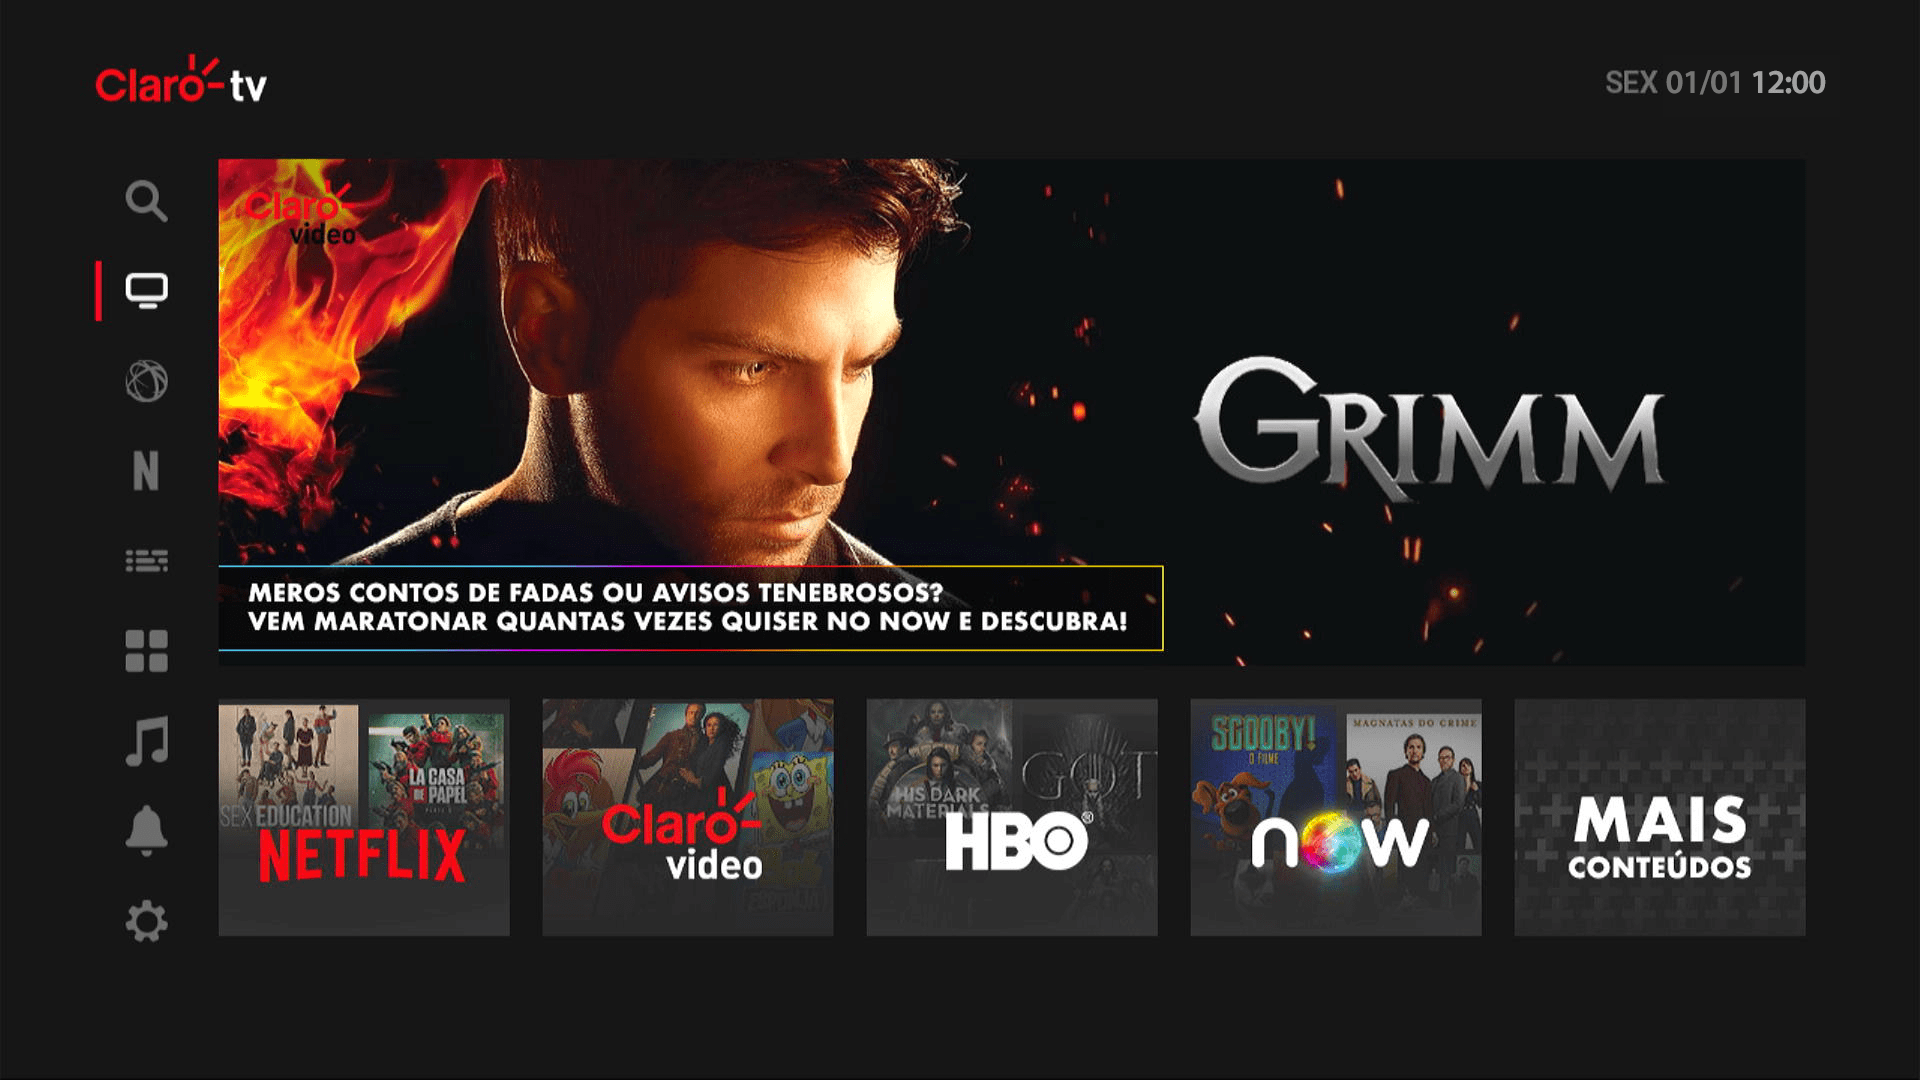 Claro tv
SEX 01/01 12:00
Claro
video
GRIMM
MEROS CONTOS DE FADAS OU AVISOS TENEBROSOS?
VEM MARATONAR QUANTAS VEZES QUISER NO NOW E DESCUBRA!
N
SEX EDUCATION
LA CASA
DE PAPEL
NETFLIX
Claro
video
HIS DARK
MATERIALS
GOT
HBO®
SCOOBY!
O FILME
MAGNATAS DO CRIME
now
MAIS
CONTEÚDOS